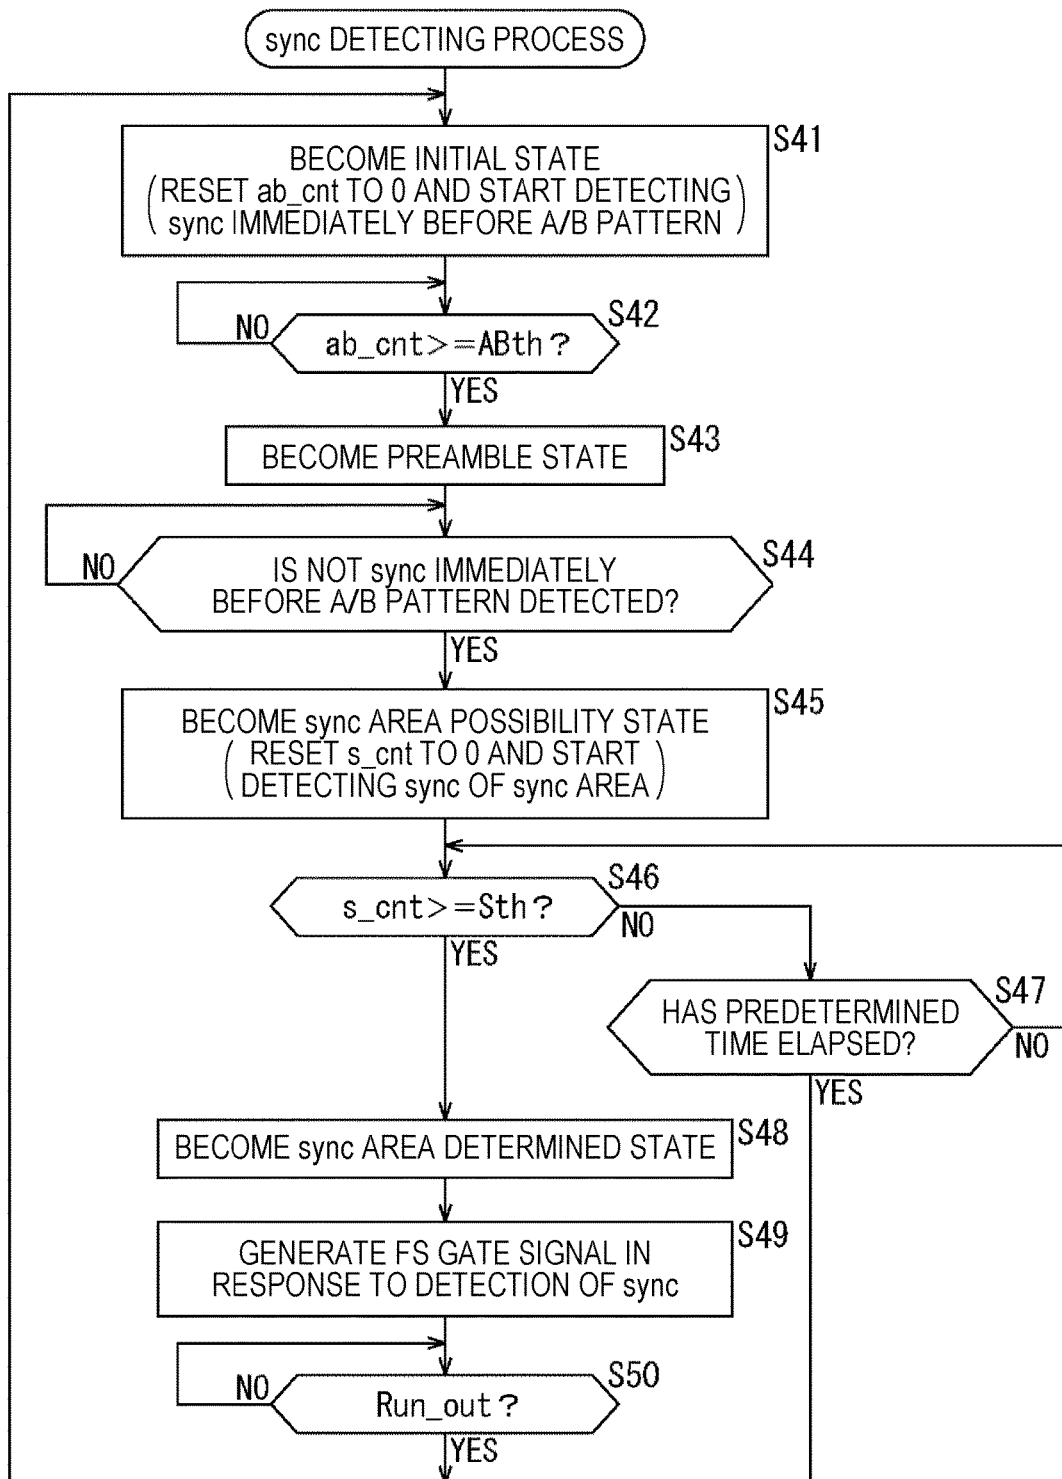 sync DETECTING PROCESS
S41
BECOME INITIAL STATE
(RESET ab_cnt TO 0 AND START DETECTING
sync IMMEDIATELY BEFORE A/B PATTERN)
S42
NO
ab_cnt>=ABth?
YES
S43
BECOME PREAMBLE STATE
S44
NO
IS NOT sync IMMEDIATELY
BEFORE A/B PATTERN DETECTED?
YES
S45
BECOME sync AREA POSSIBILITY STATE
(RESET s_cnt TO 0 AND START
DETECTING sync OF sync AREA)
S46
s_cnt>=Sth?
NO
YES
S47
HAS PREDETERMINED
TIME ELAPSED?
NO
YES
S48
BECOME sync AREA DETERMINED STATE
S49
GENERATE FS GATE SIGNAL IN
RESPONSE TO DETECTION OF sync
S50
NO
Run_out?
YES